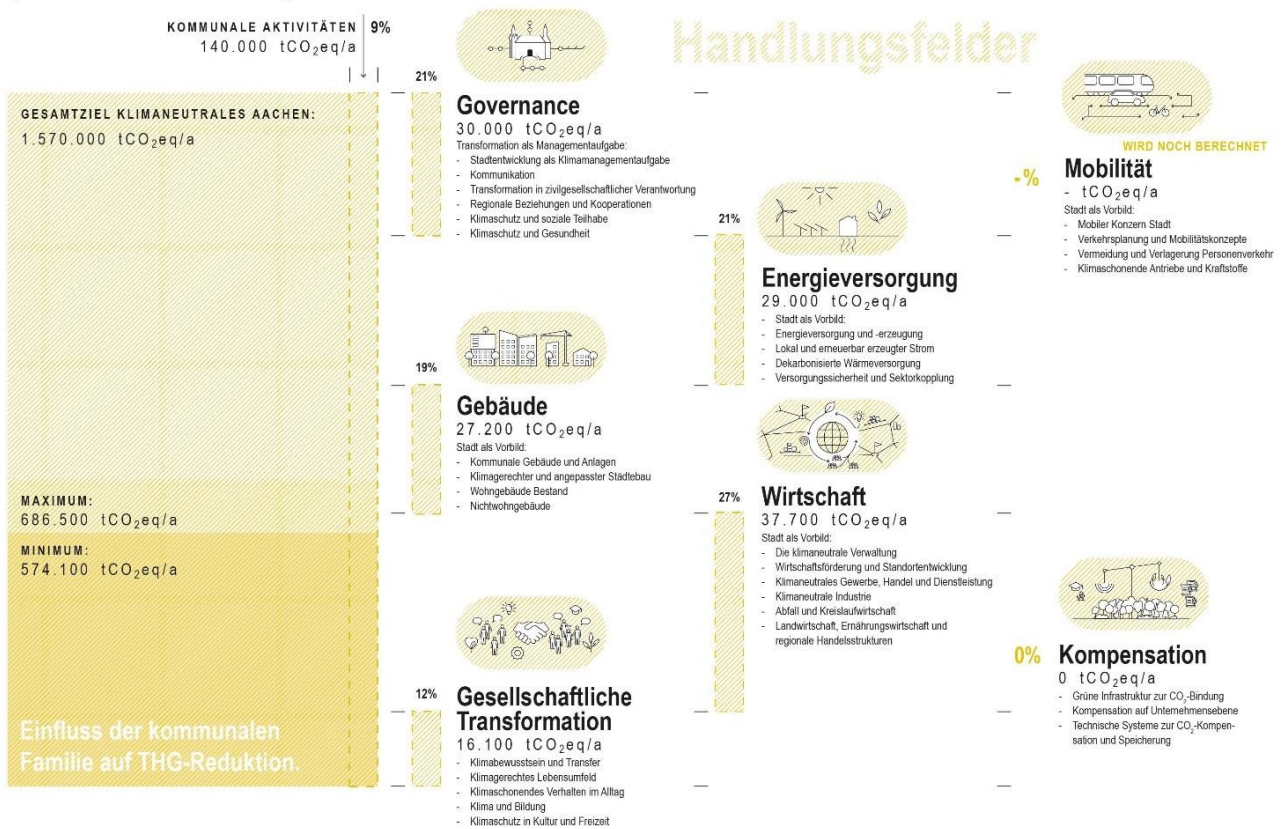 KOMMUNALE AKTIVITÄTEN
140.000 tCO₂eq/a
9%
GESAMTZIEL KLIMANEUTRALES AACHEN:
1.570.000 tCO₂eq/a
MAXIMUM:
686.500 tCO₂eq/a
MINIMUM:
574.100 tCO₂eq/a
Einfluss der kommunalen
Familie auf THG-Reduktion.
Handlungsfelder
21%
Governance
30.000 tCO₂eq/a
Transformation als Managementaufgabe:
- Stadtentwicklung als Klimamanagementaufgabe
- Kommunikation
- Transformation in zivilgesellschaftlicher Verantwortung
- Regionale Beziehungen und Kooperationen
- Klimaschutz und soziale Teilhabe
- Klimaschutz und Gesundheit
19%
Gebäude
27.200 tCO₂eq/a
Stadt als Vorbild:
- Kommunale Gebäude und Anlagen
- Klimagerechter und angepasster Städtebau
- Wohngebäude Bestand
- Nichtwohngebäude
12%
Gesellschaftliche
Transformation
16.100 tCO₂eq/a
- Klimabewusstsein und Transfer
- Klimagerechtes Lebensumfeld
- Klimaschonendes Verhalten im Alltag
- Klima und Bildung
- Klimaschutz in Kultur und Freizeit
21%
Energieversorgung
29.000 tCO₂eq/a
- Stadt als Vorbild:
- Energieversorgung und -erzeugung
- Lokal und erneuerbar erzeugter Strom
- Dekarbonisierte Wärmeversorgung
- Versorgungssicherheit und Sektorkopplung
27%
Wirtschaft
37.700 tCO₂eq/a
Stadt als Vorbild:
- Die klimaneutrale Verwaltung
- Wirtschaftsförderung und Standortentwicklung
- Klimaneutrales Gewerbe, Handel und Dienstleistung
- Klimaneutrale Industrie
- Abfall und Kreislaufwirtschaft
- Landwirtschaft, Ernährungswirtschaft und
regionale Handelsstrukturen
WIRD NOCH BERECHNET
-%
Mobilität
- tCO₂eq/a
Stadt als Vorbild:
- Mobiler Konzern Stadt
- Verkehrsplanung und Mobilitätskonzepte
- Vermeidung und Verlagerung Personenverkehr
- Klimaschonende Antriebe und Kraftstoffe
0%
Kompensation
0 tCO₂eq/a
- Grüne Infrastruktur zur CO₂-Bindung
- Kompensation auf Unternehmensebene
- Technische Systeme zur CO₂-Kompen-
sation und Speicherung